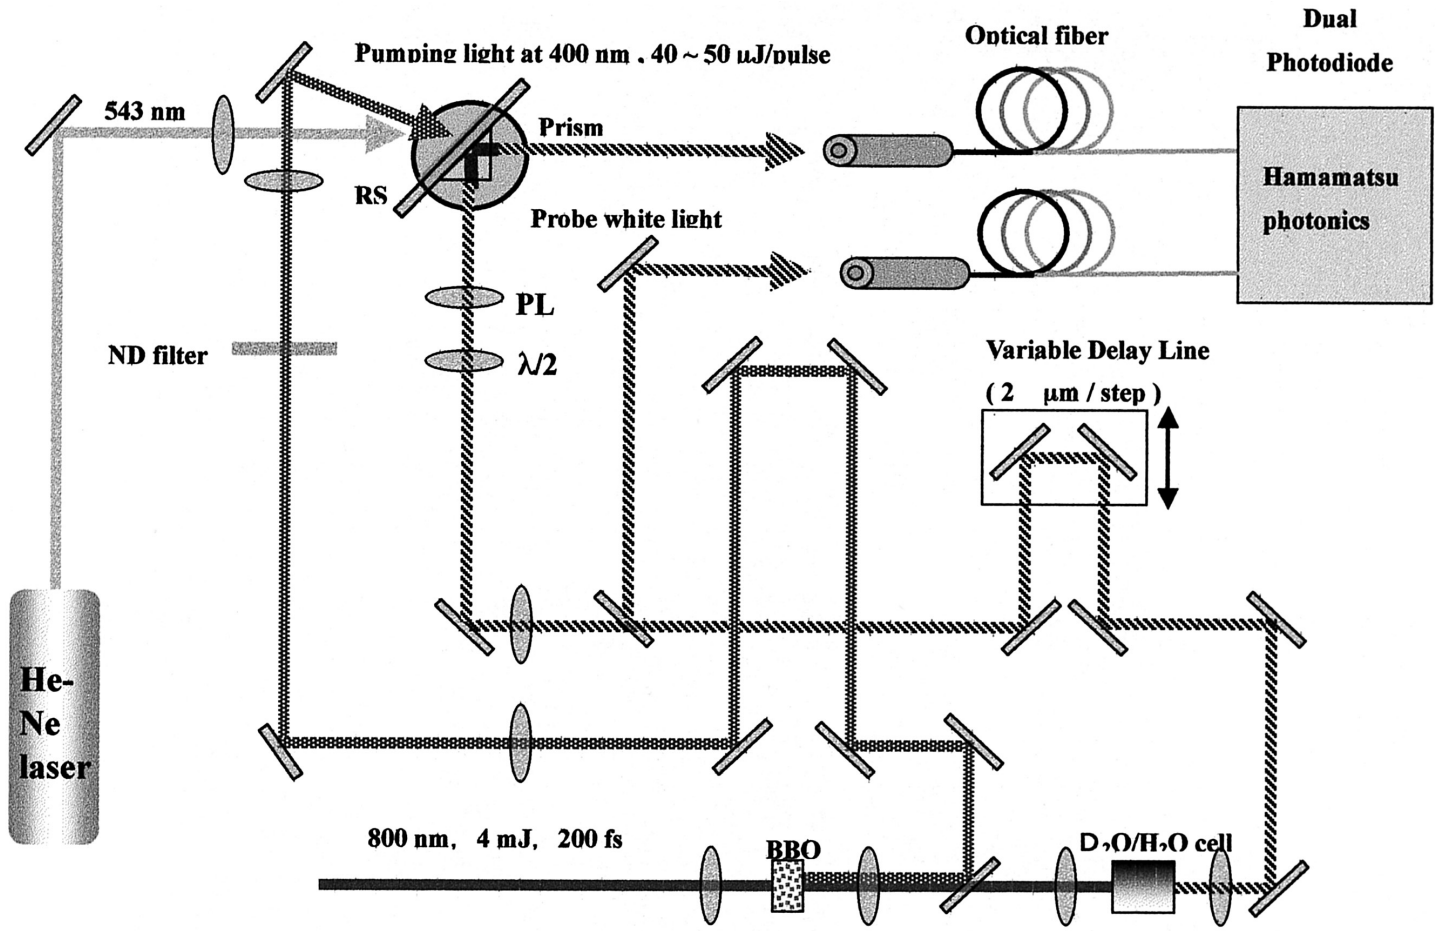 Dual
Photodiode
Optical fiber
Pumping light at 400 nm , 40 ~ 50 μJ/pulse
543 nm
Prism
RS
Hamamatsu
photonics
Probe white light
PL
λ/2
ND filter
Variable Delay Line
( 2 μm / step )
He-
Ne
laser
800 nm, 4 mJ, 200 fs
BBO
D₂O/H₂O cell